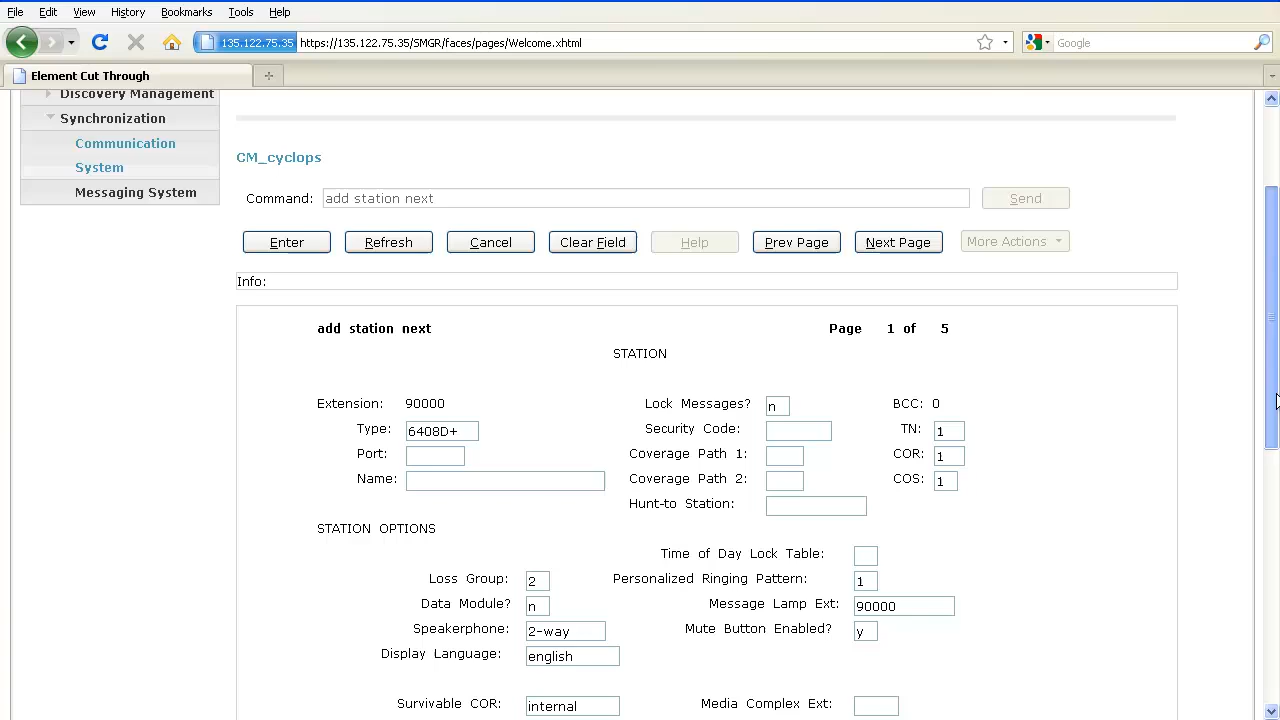 File Edit View History Bookmarks Tools Help
135.122.75.35 https://135.122.75.35/SMGR/faces/pages/Welcome.xhtml Google
Element Cut Through
Discovery Management
Synchronization
Communication
System
Messaging System
CM_cyclops
Command: add station next Send
Enter Refresh Cancel Clear Field Help Prev Page Next Page More Actions
Info:
add station next Page 1 of 5
STATION
Extension: 90000 Lock Messages? n BCC: 0
Type: 6408D+ Security Code: TN: 1
Port: Coverage Path 1: COR: 1
Name: Coverage Path 2: COS: 1
Hunt-to Station:
STATION OPTIONS
Time of Day Lock Table:
Loss Group: 2 Personalized Ringing Pattern: 1
Data Module? n Message Lamp Ext: 90000
Speakerphone: 2-way Mute Button Enabled? y
Display Language: english
Survivable COR: internal Media Complex Ext: